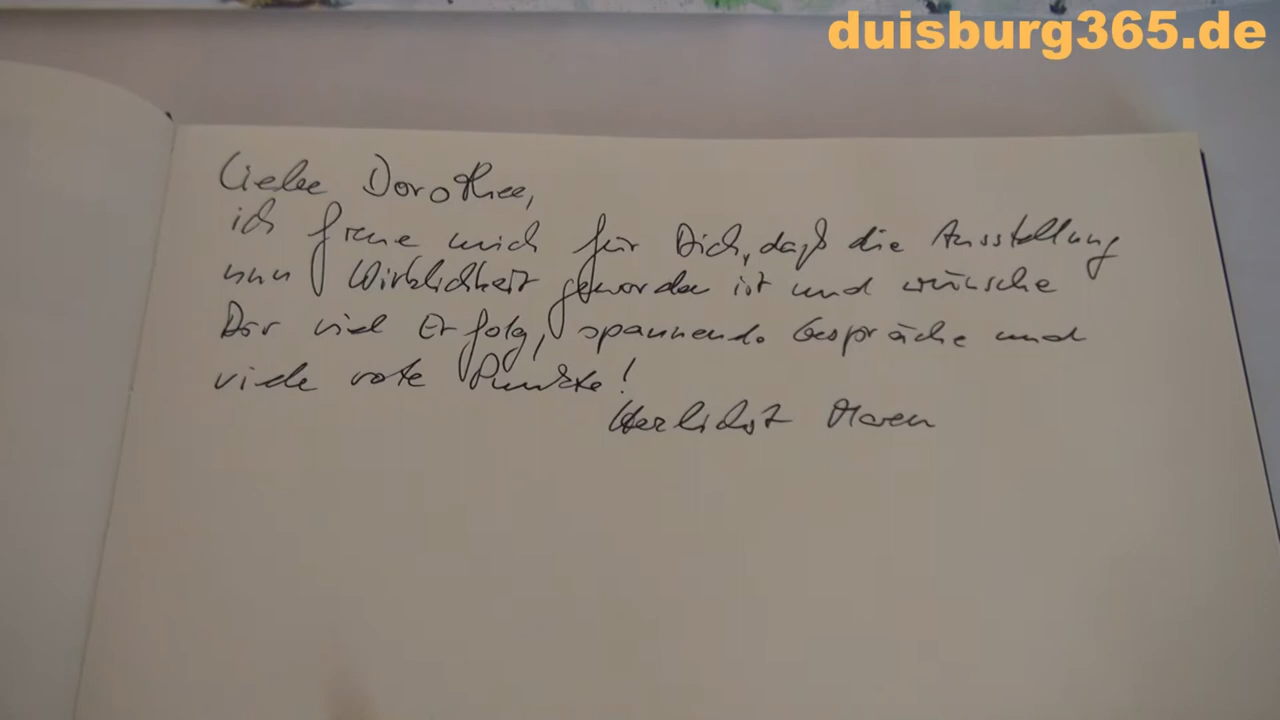 duisburg365.de
Liebe Dorothee,
ich freue mich für Dich, daß die Ausstellung
nun Wirklichkeit geworden ist und wünsche
Dir viel Erfolg, spannende Gespräche und
viele rote Punkte!
Herzlichst Maren